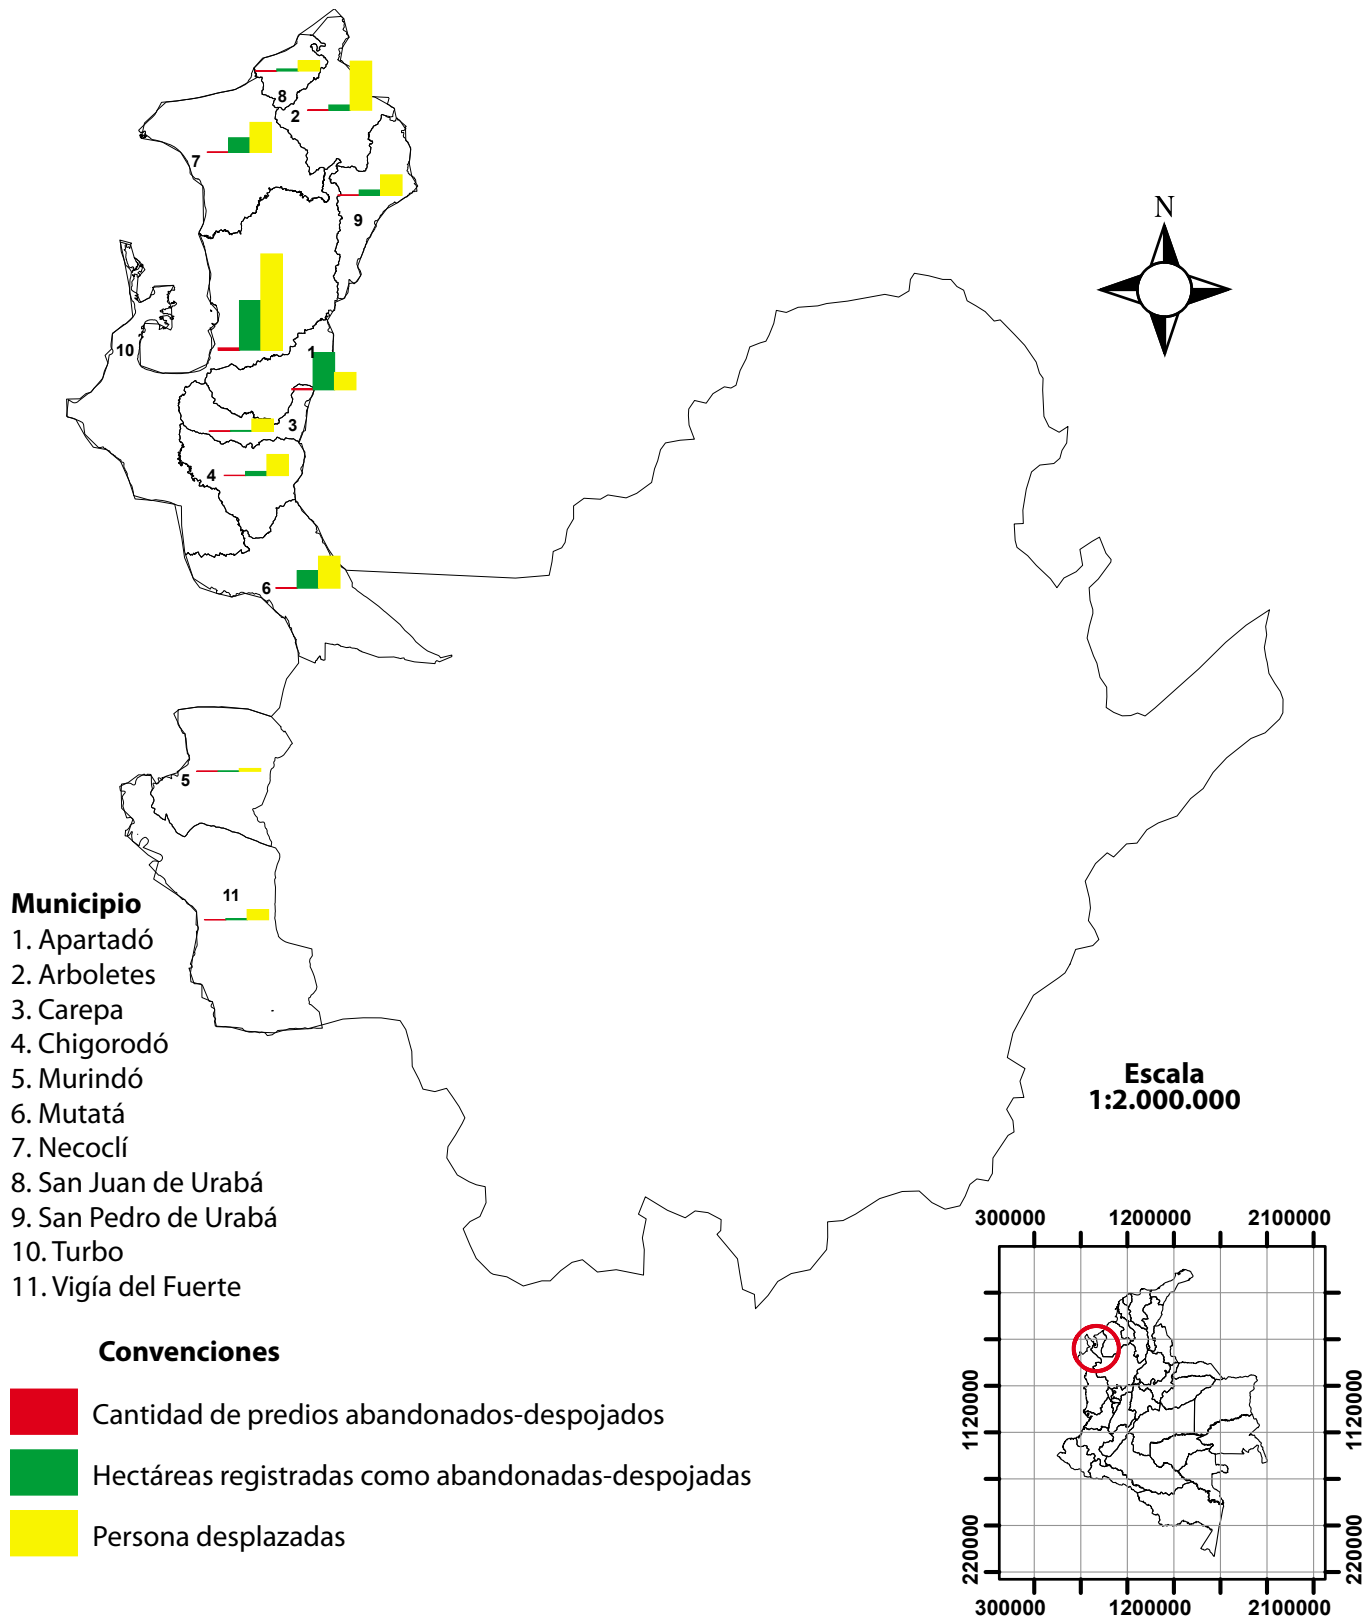 8
2
7
9
N
10
1
3
4
6
5
11
Municipio
1. Apartadó
2. Arboletes
3. Carepa
4. Chigorodó
5. Murindó
6. Mutatá
7. Necoclí
8. San Juan de Urabá
9. San Pedro de Urabá
10. Turbo
11. Vigía del Fuerte
Escala
1:2.000.000
Convenciones
Cantidad de predios abandonados-despojados
Hectáreas registradas como abandonadas-despojadas
Persona desplazadas
300000 1200000 2100000
1120000 1120000
220000 220000
300000 1200000 2100000